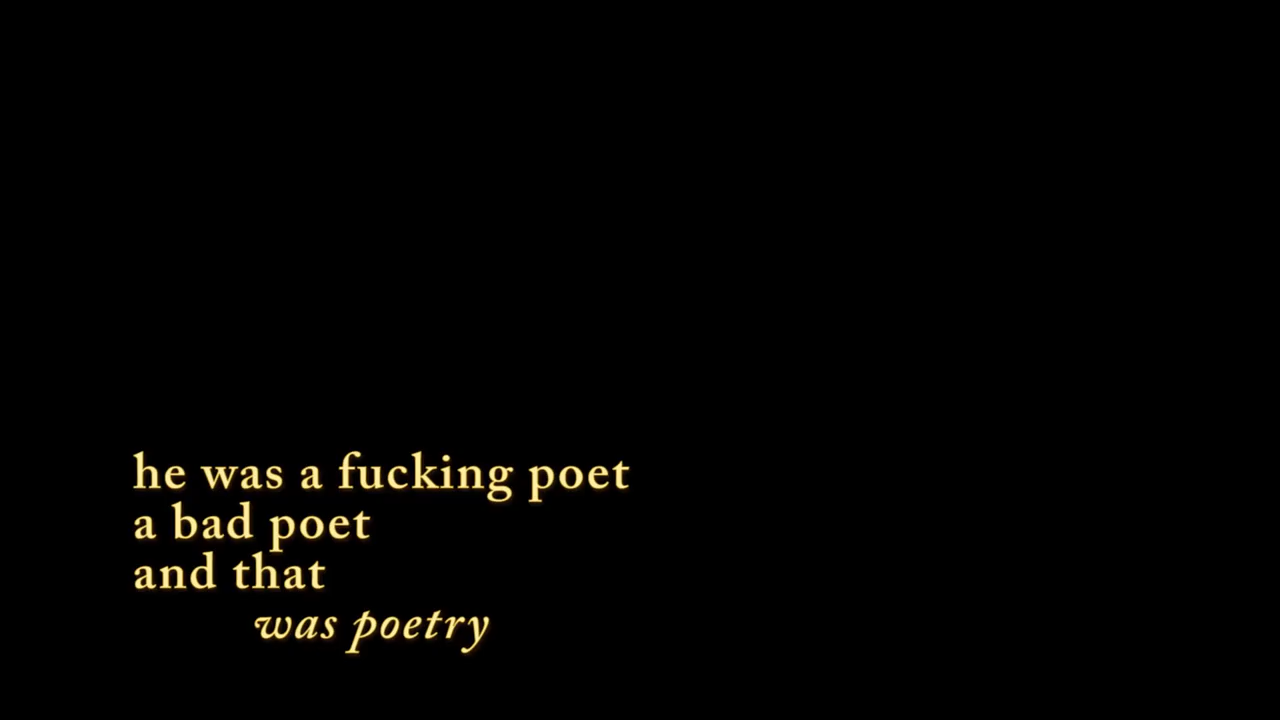 he was a fucking poet
a bad poet
and that
was poetry